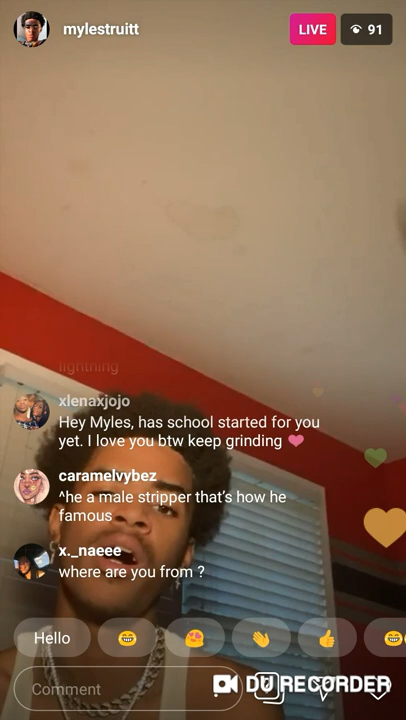 mylestruitt
LIVE
91
lightning
xlenaxjojo
Hey Myles, has school started for you
yet. I love you btw keep grinding ❤
caramelvybez
^he a male stripper that's how he
famous
x._naeee
where are you from ?
Hello
Comment
DU RECORDER